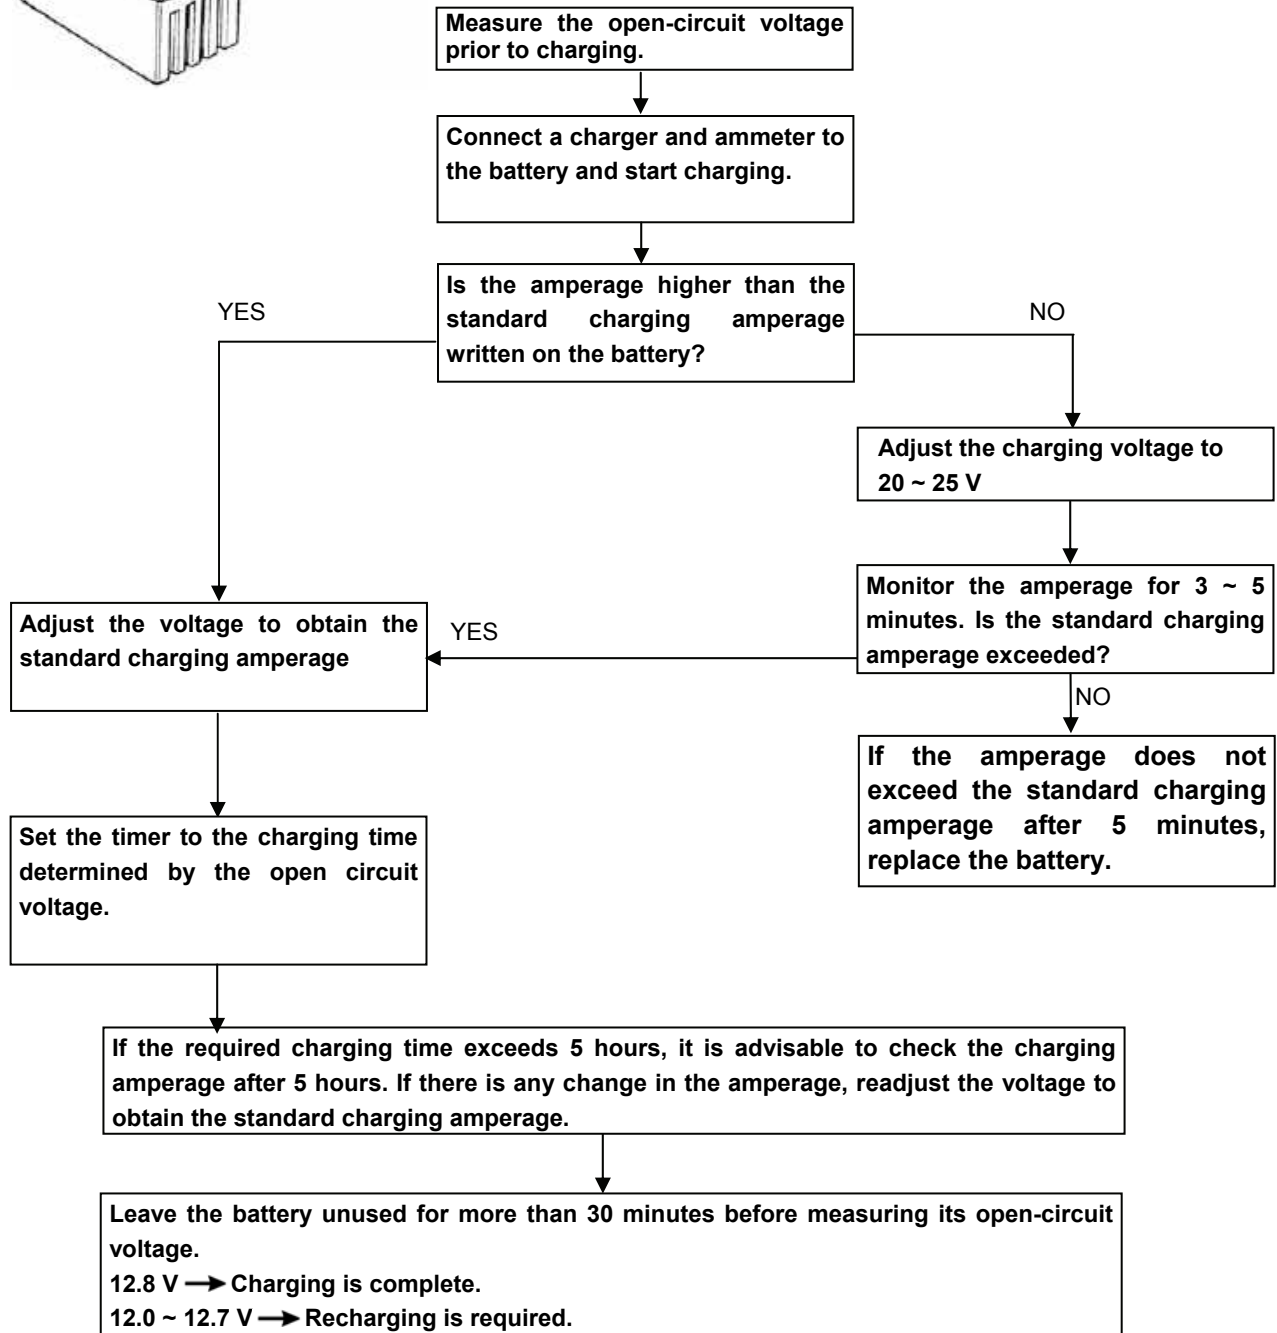 Measure the open-circuit voltage
prior to charging.
Connect a charger and ammeter to
the battery and start charging.
Is the amperage higher than the
standard charging amperage
written on the battery?
YES
NO
Adjust the charging voltage to
20 ~ 25 V
Monitor the amperage for 3 ~ 5
minutes. Is the standard charging
amperage exceeded?
YES
NO
Adjust the voltage to obtain the
standard charging amperage
If the amperage does not
exceed the standard charging
amperage after 5 minutes,
replace the battery.
Set the timer to the charging time
determined by the open circuit
voltage.
If the required charging time exceeds 5 hours, it is advisable to check the charging
amperage after 5 hours. If there is any change in the amperage, readjust the voltage to
obtain the standard charging amperage.
Leave the battery unused for more than 30 minutes before measuring its open-circuit
voltage.
12.8 V → Charging is complete.
12.0 ~ 12.7 V → Recharging is required.